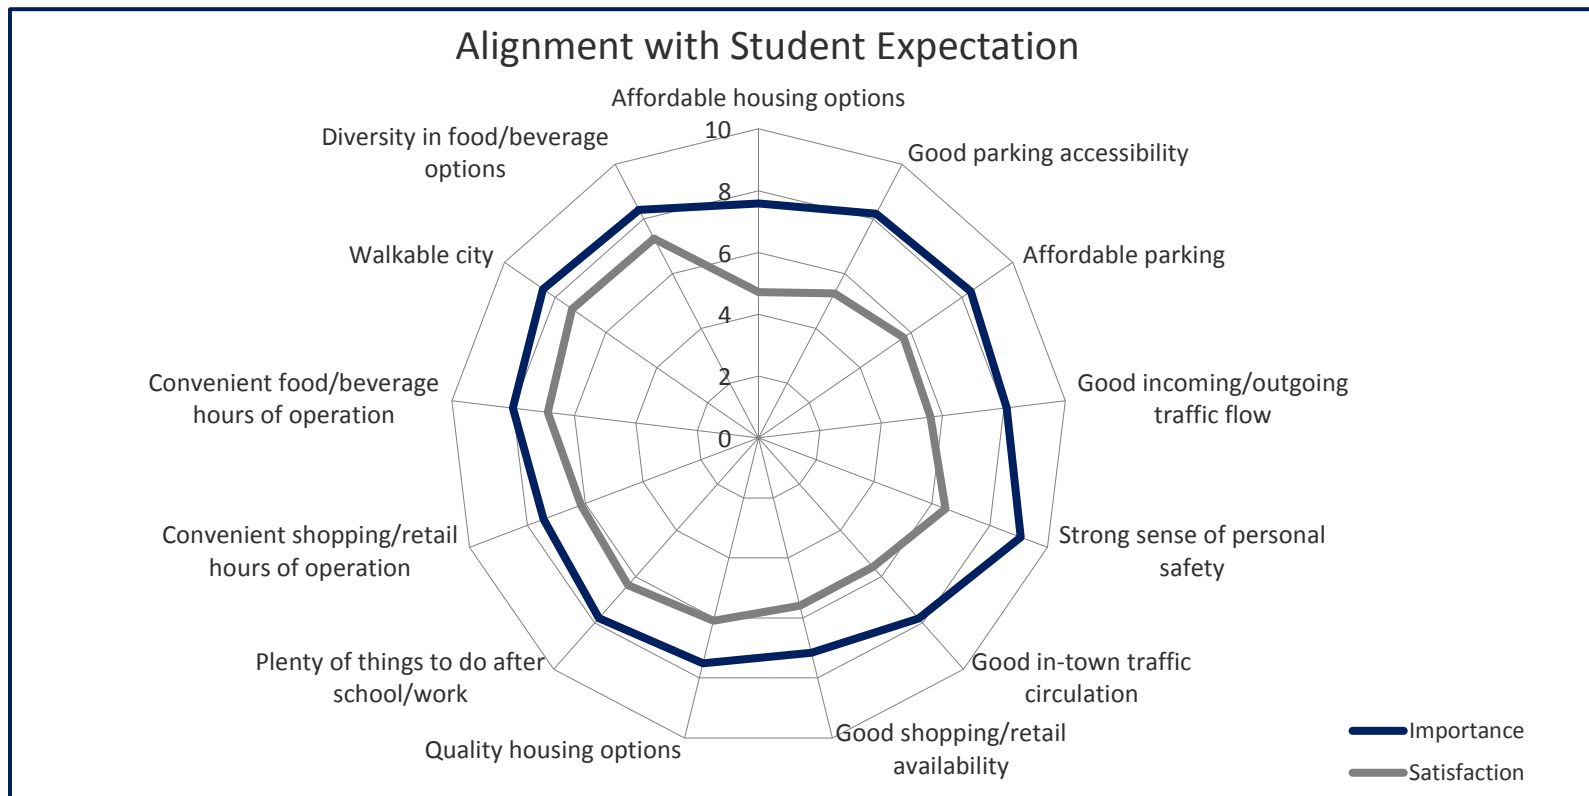 Alignment with Student Expectation
Affordable housing options
Good parking accessibility
Affordable parking
Good incoming/outgoing
traffic flow
Strong sense of personal
safety
Good in-town traffic
circulation
Good shopping/retail
availability
Quality housing options
Plenty of things to do after
school/work
Convenient shopping/retail
hours of operation
Convenient food/beverage
hours of operation
Walkable city
Diversity in food/beverage
options
10
8
6
4
2
0
Importance
Satisfaction